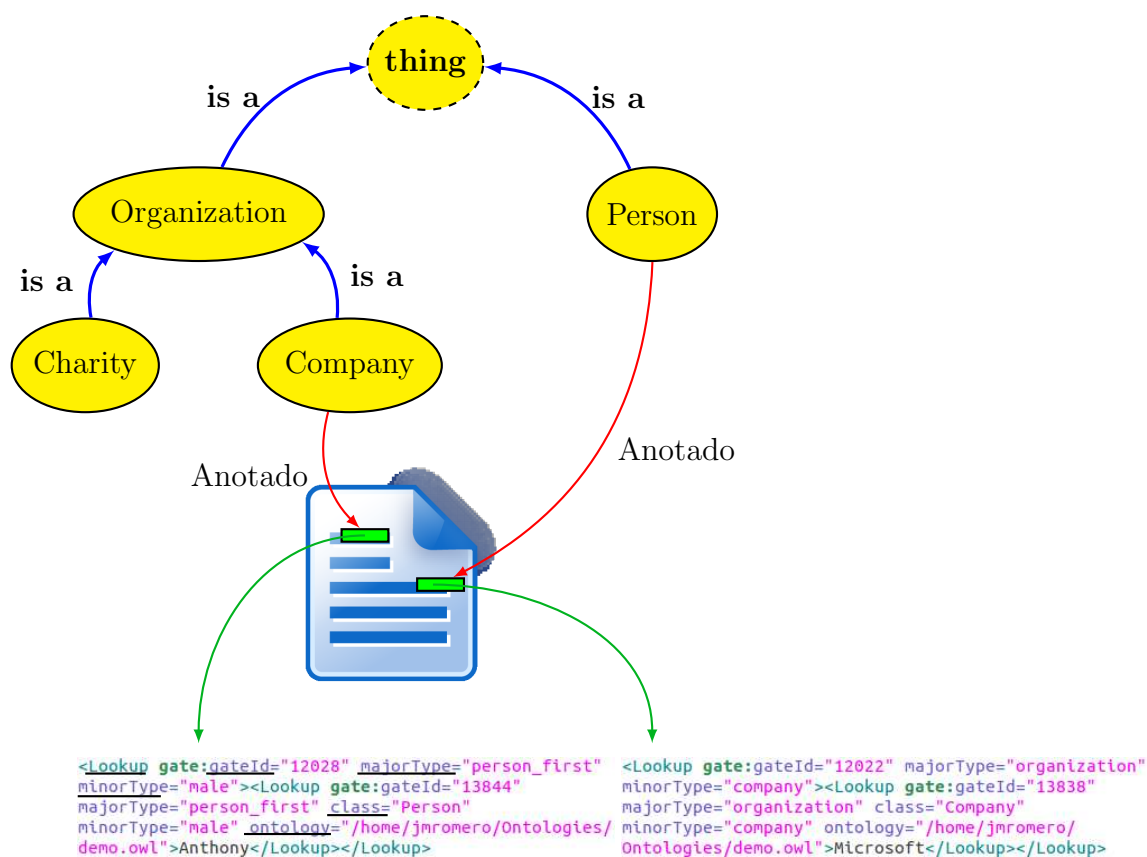 thing
is a
is a
Organization
Person
is a
is a
Charity
Company
Anotado
Anotado
<Lookup gate:gateId="12028" majorType="person_first"
minorType="male"><Lookup gate:gateId="13844"
majorType="person_first" class="Person"
minorType="male" ontology="/home/jmromero/Ontologies/
demo.owl">Anthony</Lookup></Lookup>
<Lookup gate:gateId="12022" majorType="organization"
minorType="company"><Lookup gate:gateId="13838"
majorType="organization" class="Company"
minorType="company" ontology="/home/jmromero/
Ontologies/demo.owl">Microsoft</Lookup></Lookup>